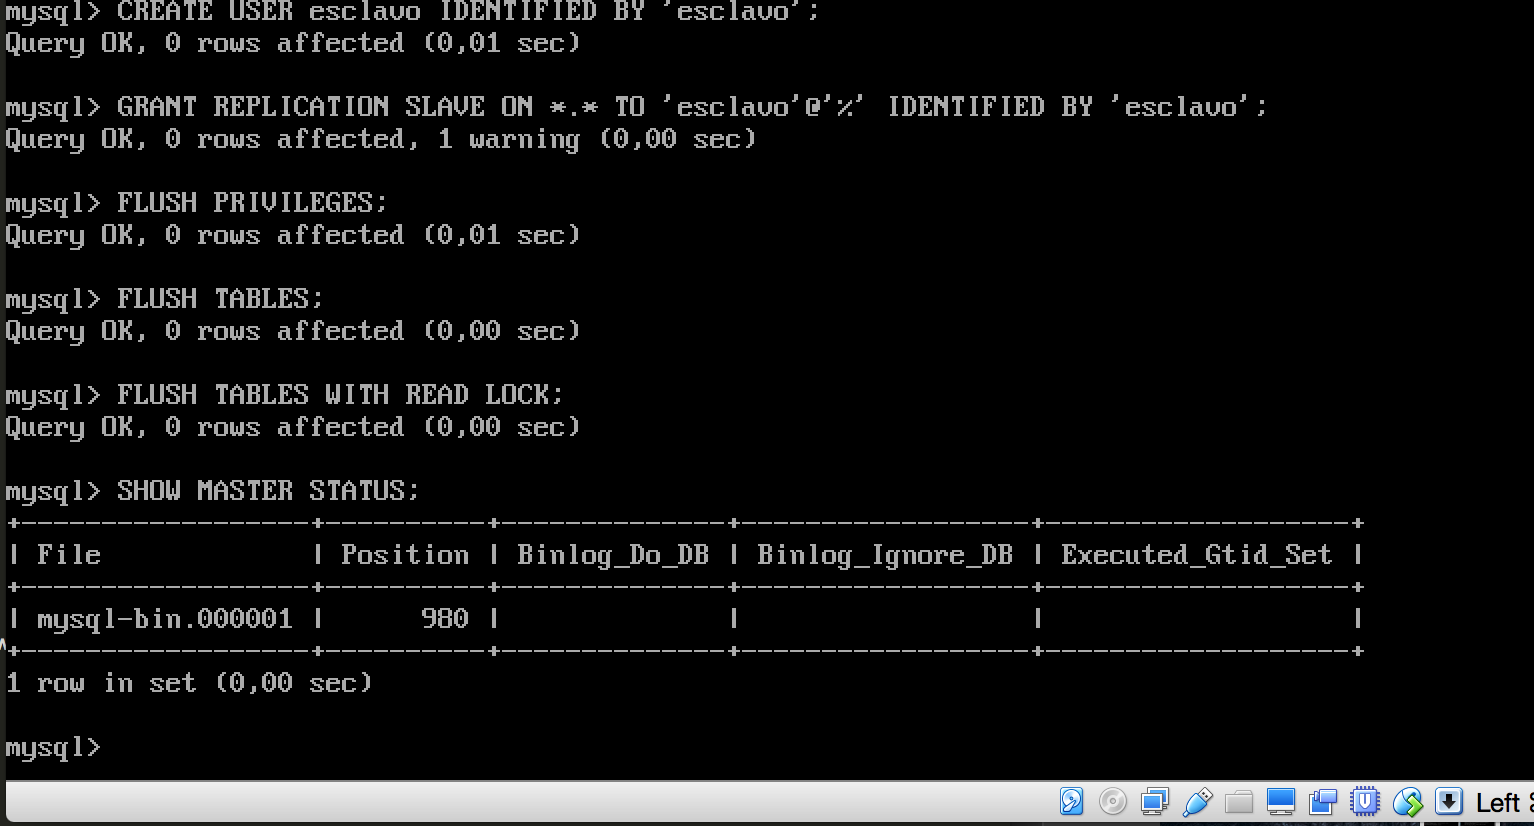 mysql> CREATE USER esclavo IDENTIFIED BY 'esclavo';
Query OK, 0 rows affected (0,01 sec)
mysql> GRANT REPLICATION SLAVE ON *.* TO 'esclavo'@'%' IDENTIFIED BY 'esclavo';
Query OK, 0 rows affected, 1 warning (0,00 sec)
mysql> FLUSH PRIVILEGES;
Query OK, 0 rows affected (0,01 sec)
mysql> FLUSH TABLES;
Query OK, 0 rows affected (0,00 sec)
mysql> FLUSH TABLES WITH READ LOCK;
Query OK, 0 rows affected (0,00 sec)
mysql> SHOW MASTER STATUS;
+------------------+----------+--------------+------------------+-------------------+
| File             | Position | Binlog_Do_DB | Binlog_Ignore_DB | Executed_Gtid_Set |
+------------------+----------+--------------+------------------+-------------------+
| mysql-bin.000001 |      980 |              |                  |                   |
+------------------+----------+--------------+------------------+-------------------+
1 row in set (0,00 sec)
mysql>
Left